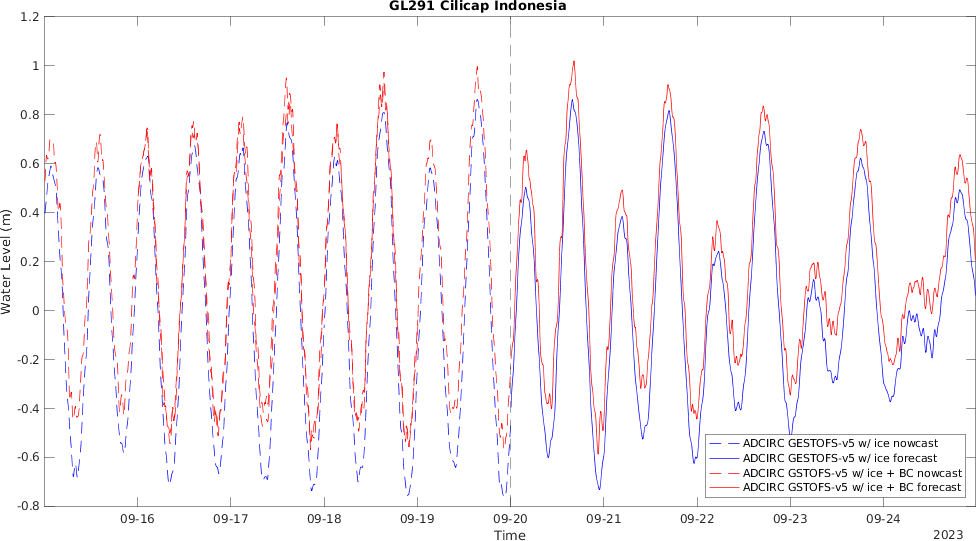 GL291 Cilicap Indonesia
1.2
1
0.8
0.6
0.4
0.2
0
-0.2
-0.4
-0.6
-0.8
Water Level (m)
ADCIRC GESTOFS-v5 w/ ice nowcast
ADCIRC GESTOFS-v5 w/ ice forecast
ADCIRC GSTOFS-v5 w/ ice + BC nowcast
ADCIRC GSTOFS-v5 w/ ice + BC forecast
09-16 09-17 09-18 09-19 09-20 09-21 09-22 09-23 09-24
Time
2023